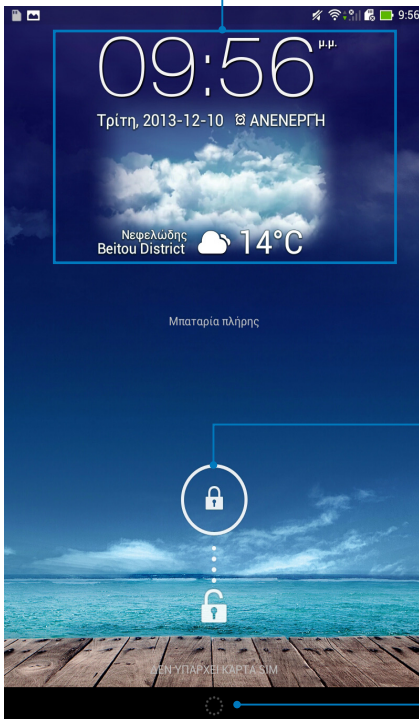 9:56
09:56 μ.μ.
Τρίτη, 2013-12-10 ΑΝΕΝΕΡΓΗ
Νεφελώδης
Beitou District 14°C
Μπαταρία πλήρης
ΔΕΝ ΥΠΑΡΧΕΙ ΚΑΡΤΑ SIM